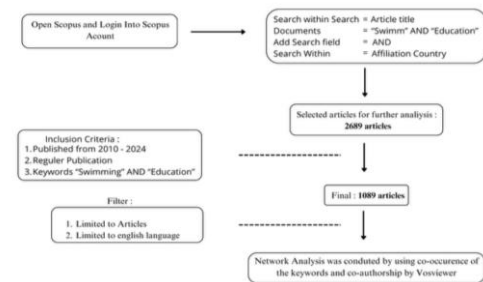 Open Scopus and Login Into Scopus
Acount
Search within Search = Article title
Documents = "Swimm" AND "Education"
Add Search field = AND
Search Within = Affiliation Country
Selected articles for further analiysis :
2689 articles
Inclusion Criteria :
1.Published from 2010 - 2024
2.Reguler Publication
3.Keywords "Swimming" AND "Education"
Final : 1089 articles
Filter :
1. Limited to Articles
2. Limited to english language
Network Analysis was conduted by using co-occurence of
the keywords and co-authorship by Vosviewer